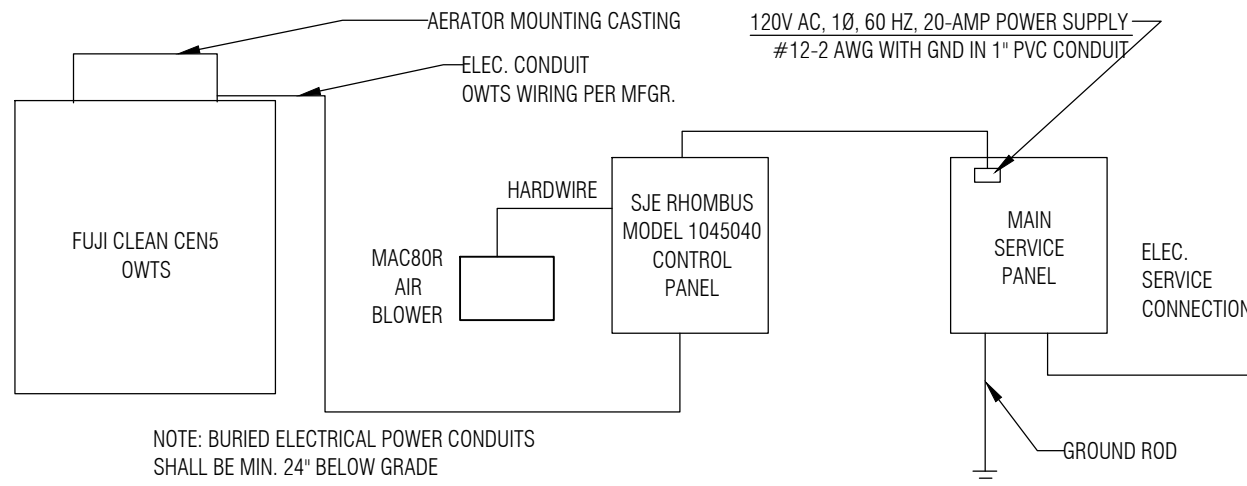 AERATOR MOUNTING CASTING
120V AC, 1Ø, 60 HZ, 20-AMP POWER SUPPLY
#12-2 AWG WITH GND IN 1" PVC CONDUIT
ELEC. CONDUIT
OWTS WIRING PER MFGR.
FUJI CLEAN CEN5
OWTS
HARDWIRE
MAC80R
AIR
BLOWER
SJE RHOMBUS
MODEL 1045040
CONTROL
PANEL
MAIN
SERVICE
PANEL
ELEC.
SERVICE
CONNECTION
NOTE: BURIED ELECTRICAL POWER CONDUITS
SHALL BE MIN. 24" BELOW GRADE
GROUND ROD